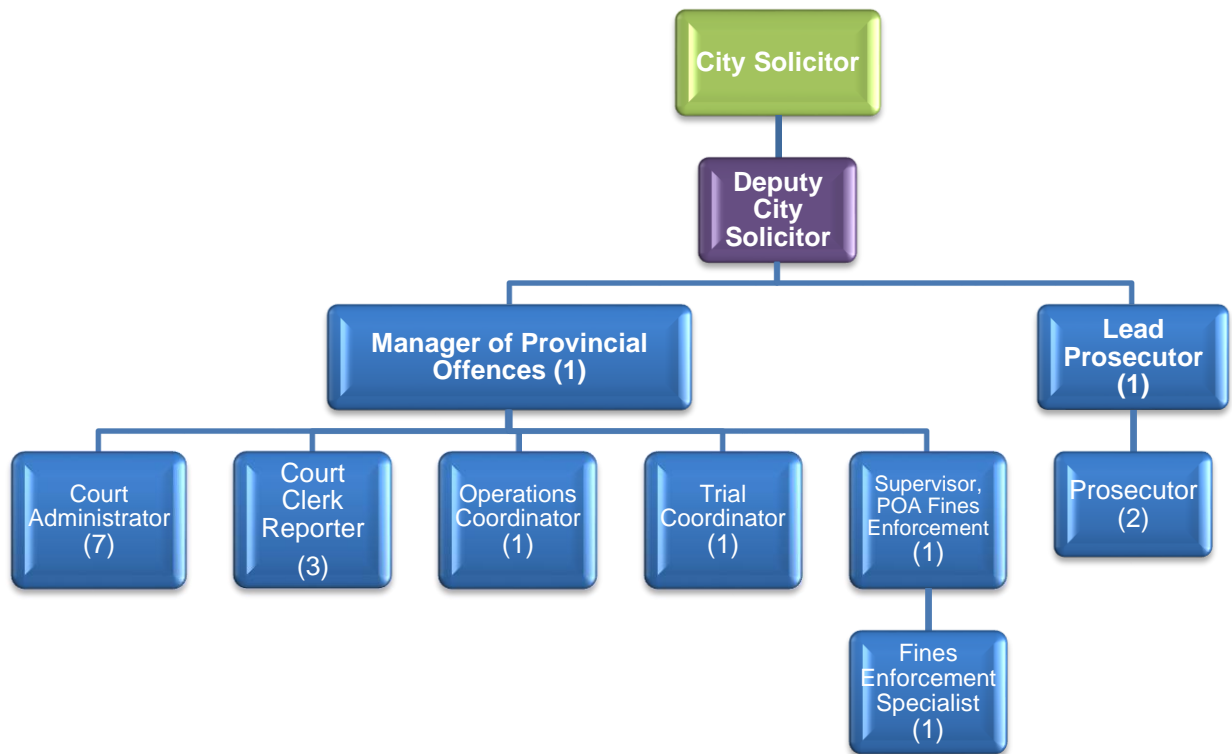 City Solicitor
Deputy
City
Solicitor
Manager of Provincial
Offences (1)
Lead
Prosecutor
(1)
Court
Administrator
(7)
Court
Clerk
Reporter
(3)
Operations
Coordinator
(1)
Trial
Coordinator
(1)
Supervisor,
POA Fines
Enforcement
(1)
Prosecutor
(2)
Fines
Enforcement
Specialist
(1)